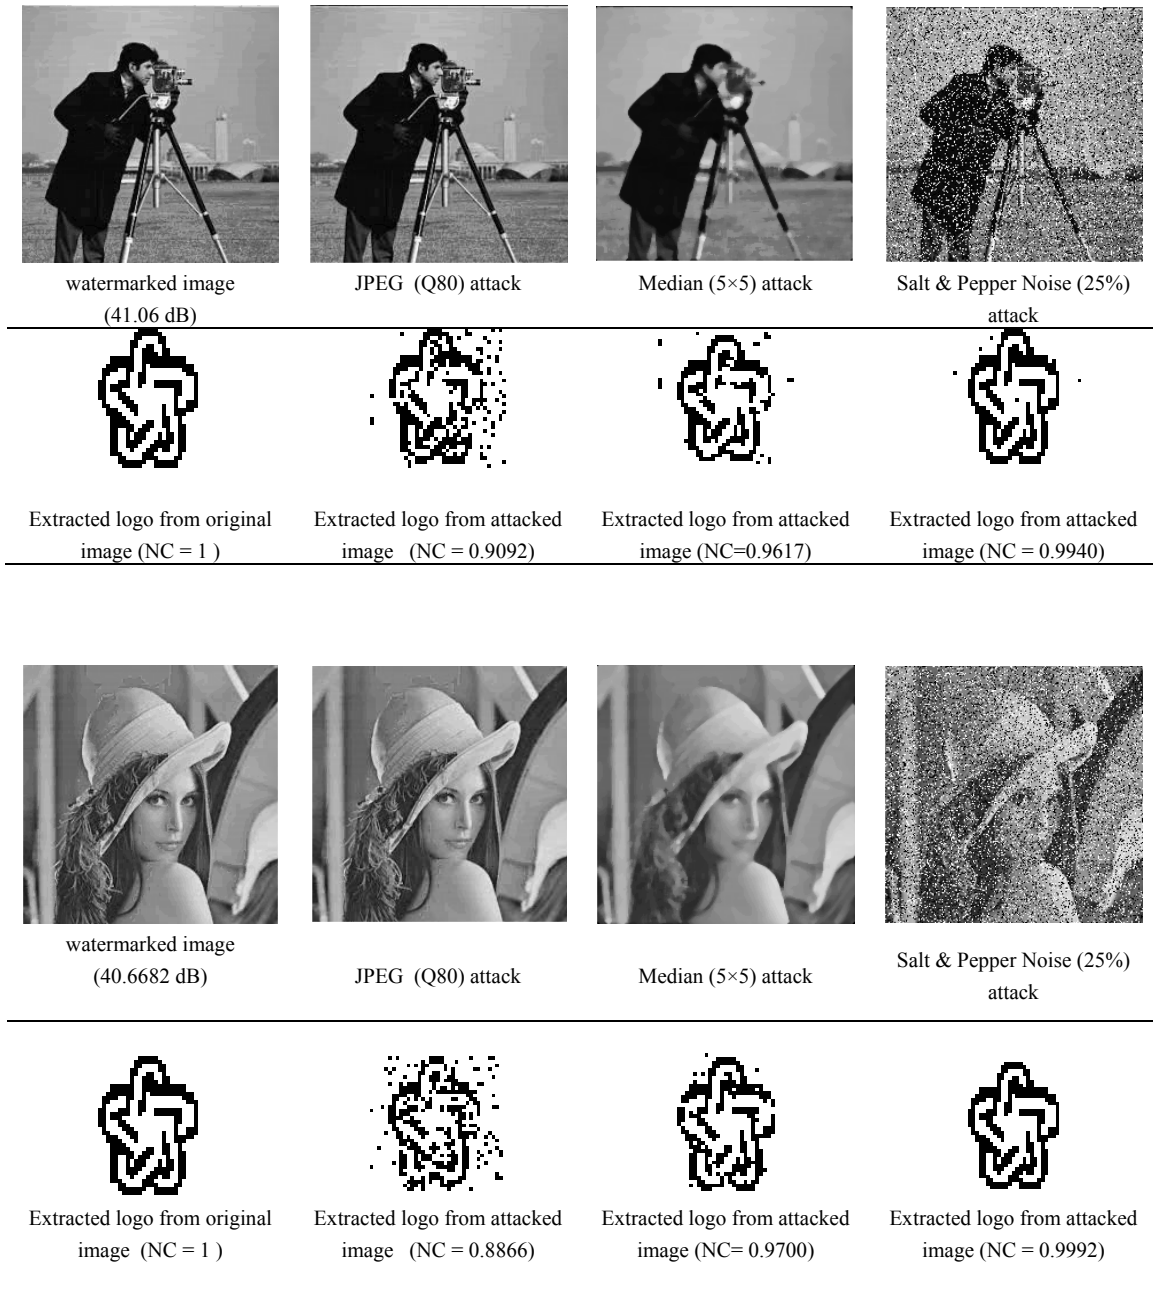 watermarked image
(41.06 dB)
JPEG (Q80) attack
Median (5×5) attack
Salt & Pepper Noise (25%)
attack
Extracted logo from original
image (NC = 1 )
Extracted logo from attacked
image (NC = 0.9092)
Extracted logo from attacked
image (NC=0.9617)
Extracted logo from attacked
image (NC = 0.9940)
watermarked image
(40.6682 dB)
JPEG (Q80) attack
Median (5×5) attack
Salt & Pepper Noise (25%)
attack
Extracted logo from original
image (NC = 1 )
Extracted logo from attacked
image (NC = 0.8866)
Extracted logo from attacked
image (NC= 0.9700)
Extracted logo from attacked
image (NC = 0.9992)